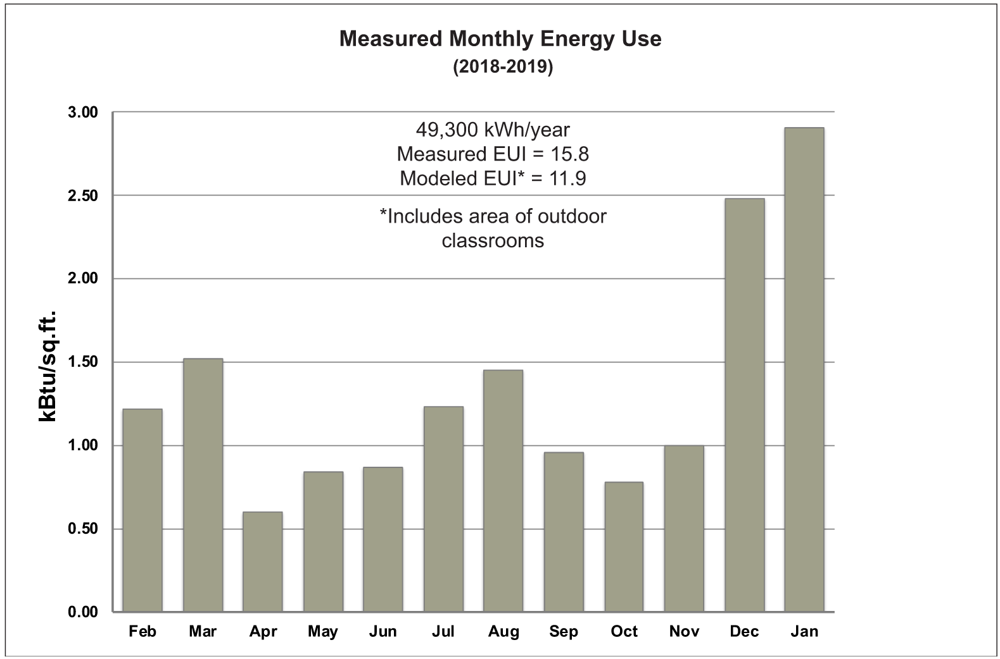 Measured Monthly Energy Use
(2018-2019)
3.00
49,300 kWh/year
Measured EUI = 15.8
Modeled EUI* = 11.9
2.50
*Includes area of outdoor
classrooms
2.00
kBtu/sq.ft.
1.50
1.00
0.50
0.00
Feb Mar Apr May Jun Jul Aug Sep Oct Nov Dec Jan